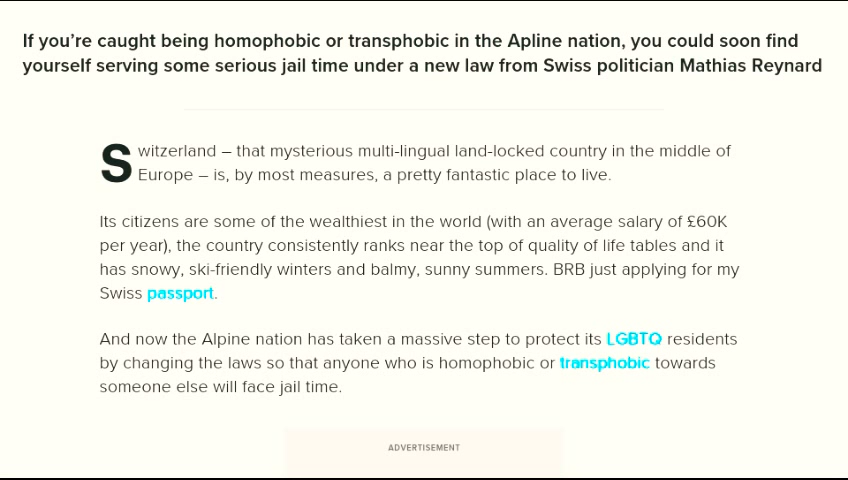 If you're caught being homophobic or transphobic in the Apline nation, you could soon find
yourself serving some serious jail time under a new law from Swiss politician Mathias Reynard
Switzerland – that mysterious multi-lingual land-locked country in the middle of
Europe – is, by most measures, a pretty fantastic place to live.
Its citizens are some of the wealthiest in the world (with an average salary of £60K
per year), the country consistently ranks near the top of quality of life tables and it
has snowy, ski-friendly winters and balmy, sunny summers. BRB just applying for my
Swiss passport.
And now the Alpine nation has taken a massive step to protect its LGBTQ residents
by changing the laws so that anyone who is homophobic or transphobic towards
someone else will face jail time.
ADVERTISEMENT